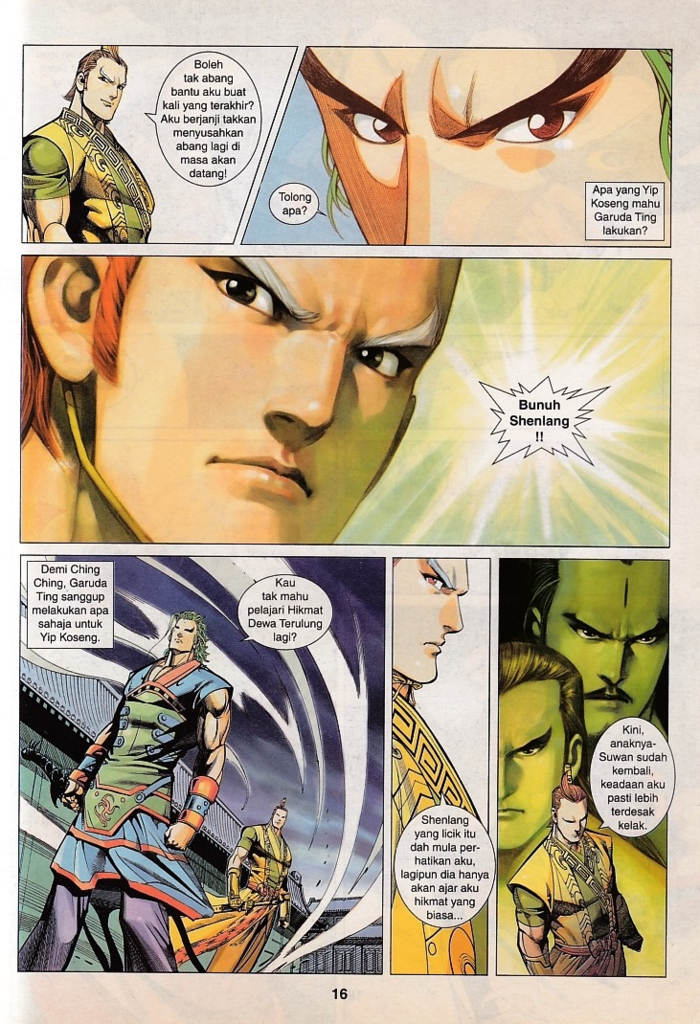 Boleh
tak abang
bantu aku buat
kali yang terakhir?
Aku berjanji takkan
menyusahkan
abang lagi di
masa akan
datang!
Tolong
apa?
Apa yang Yip
Koseng mahu
Garuda Ting
lakukan?
Bunuh
Shenlang
!!
Demi Ching
Ching, Garuda
Ting sanggup
melakukan apa
sahaja untuk
Yip Koseng.
Kau
tak mahu
pelajari Hikmat
Dewa Terulung
lagi?
Shenlang
yang licik itu
dah mula per-
hatikan aku,
lagipun dia hanya
akan ajar aku
hikmat yang
biasa...
Kini,
anaknya-
Suwan sudah
kembali,
keadaan aku
pasti lebih
terdesak
kelak.
16